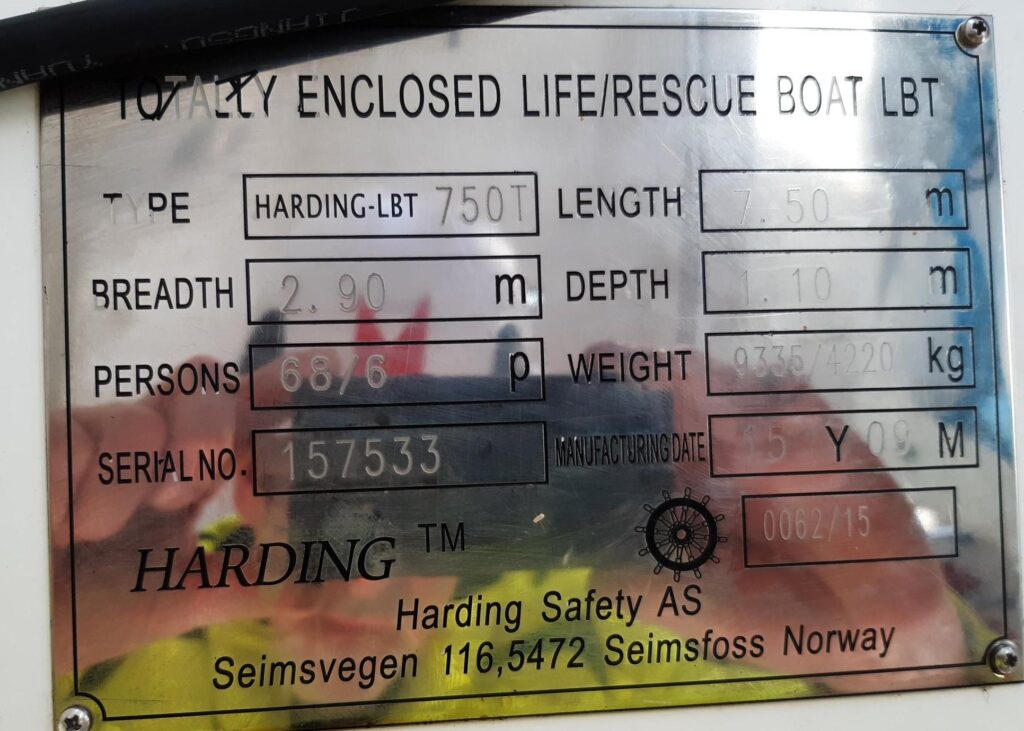 TOTALLY ENCLOSED LIFE/RESCUE BOAT LBT
TYPE HARDING-LBT 750T LENGTH 7.50 m
BREADTH 2.90 m DEPTH 1.10 m
PERSONS 68/6 p WEIGHT 9335/4220 kg
SERIAL NO. 157533 MANUFACTURING DATE 15 Y 09 M
HARDING TM 0062/15
Harding Safety AS
Seimsvegen 116,5472 Seimsfoss Norway